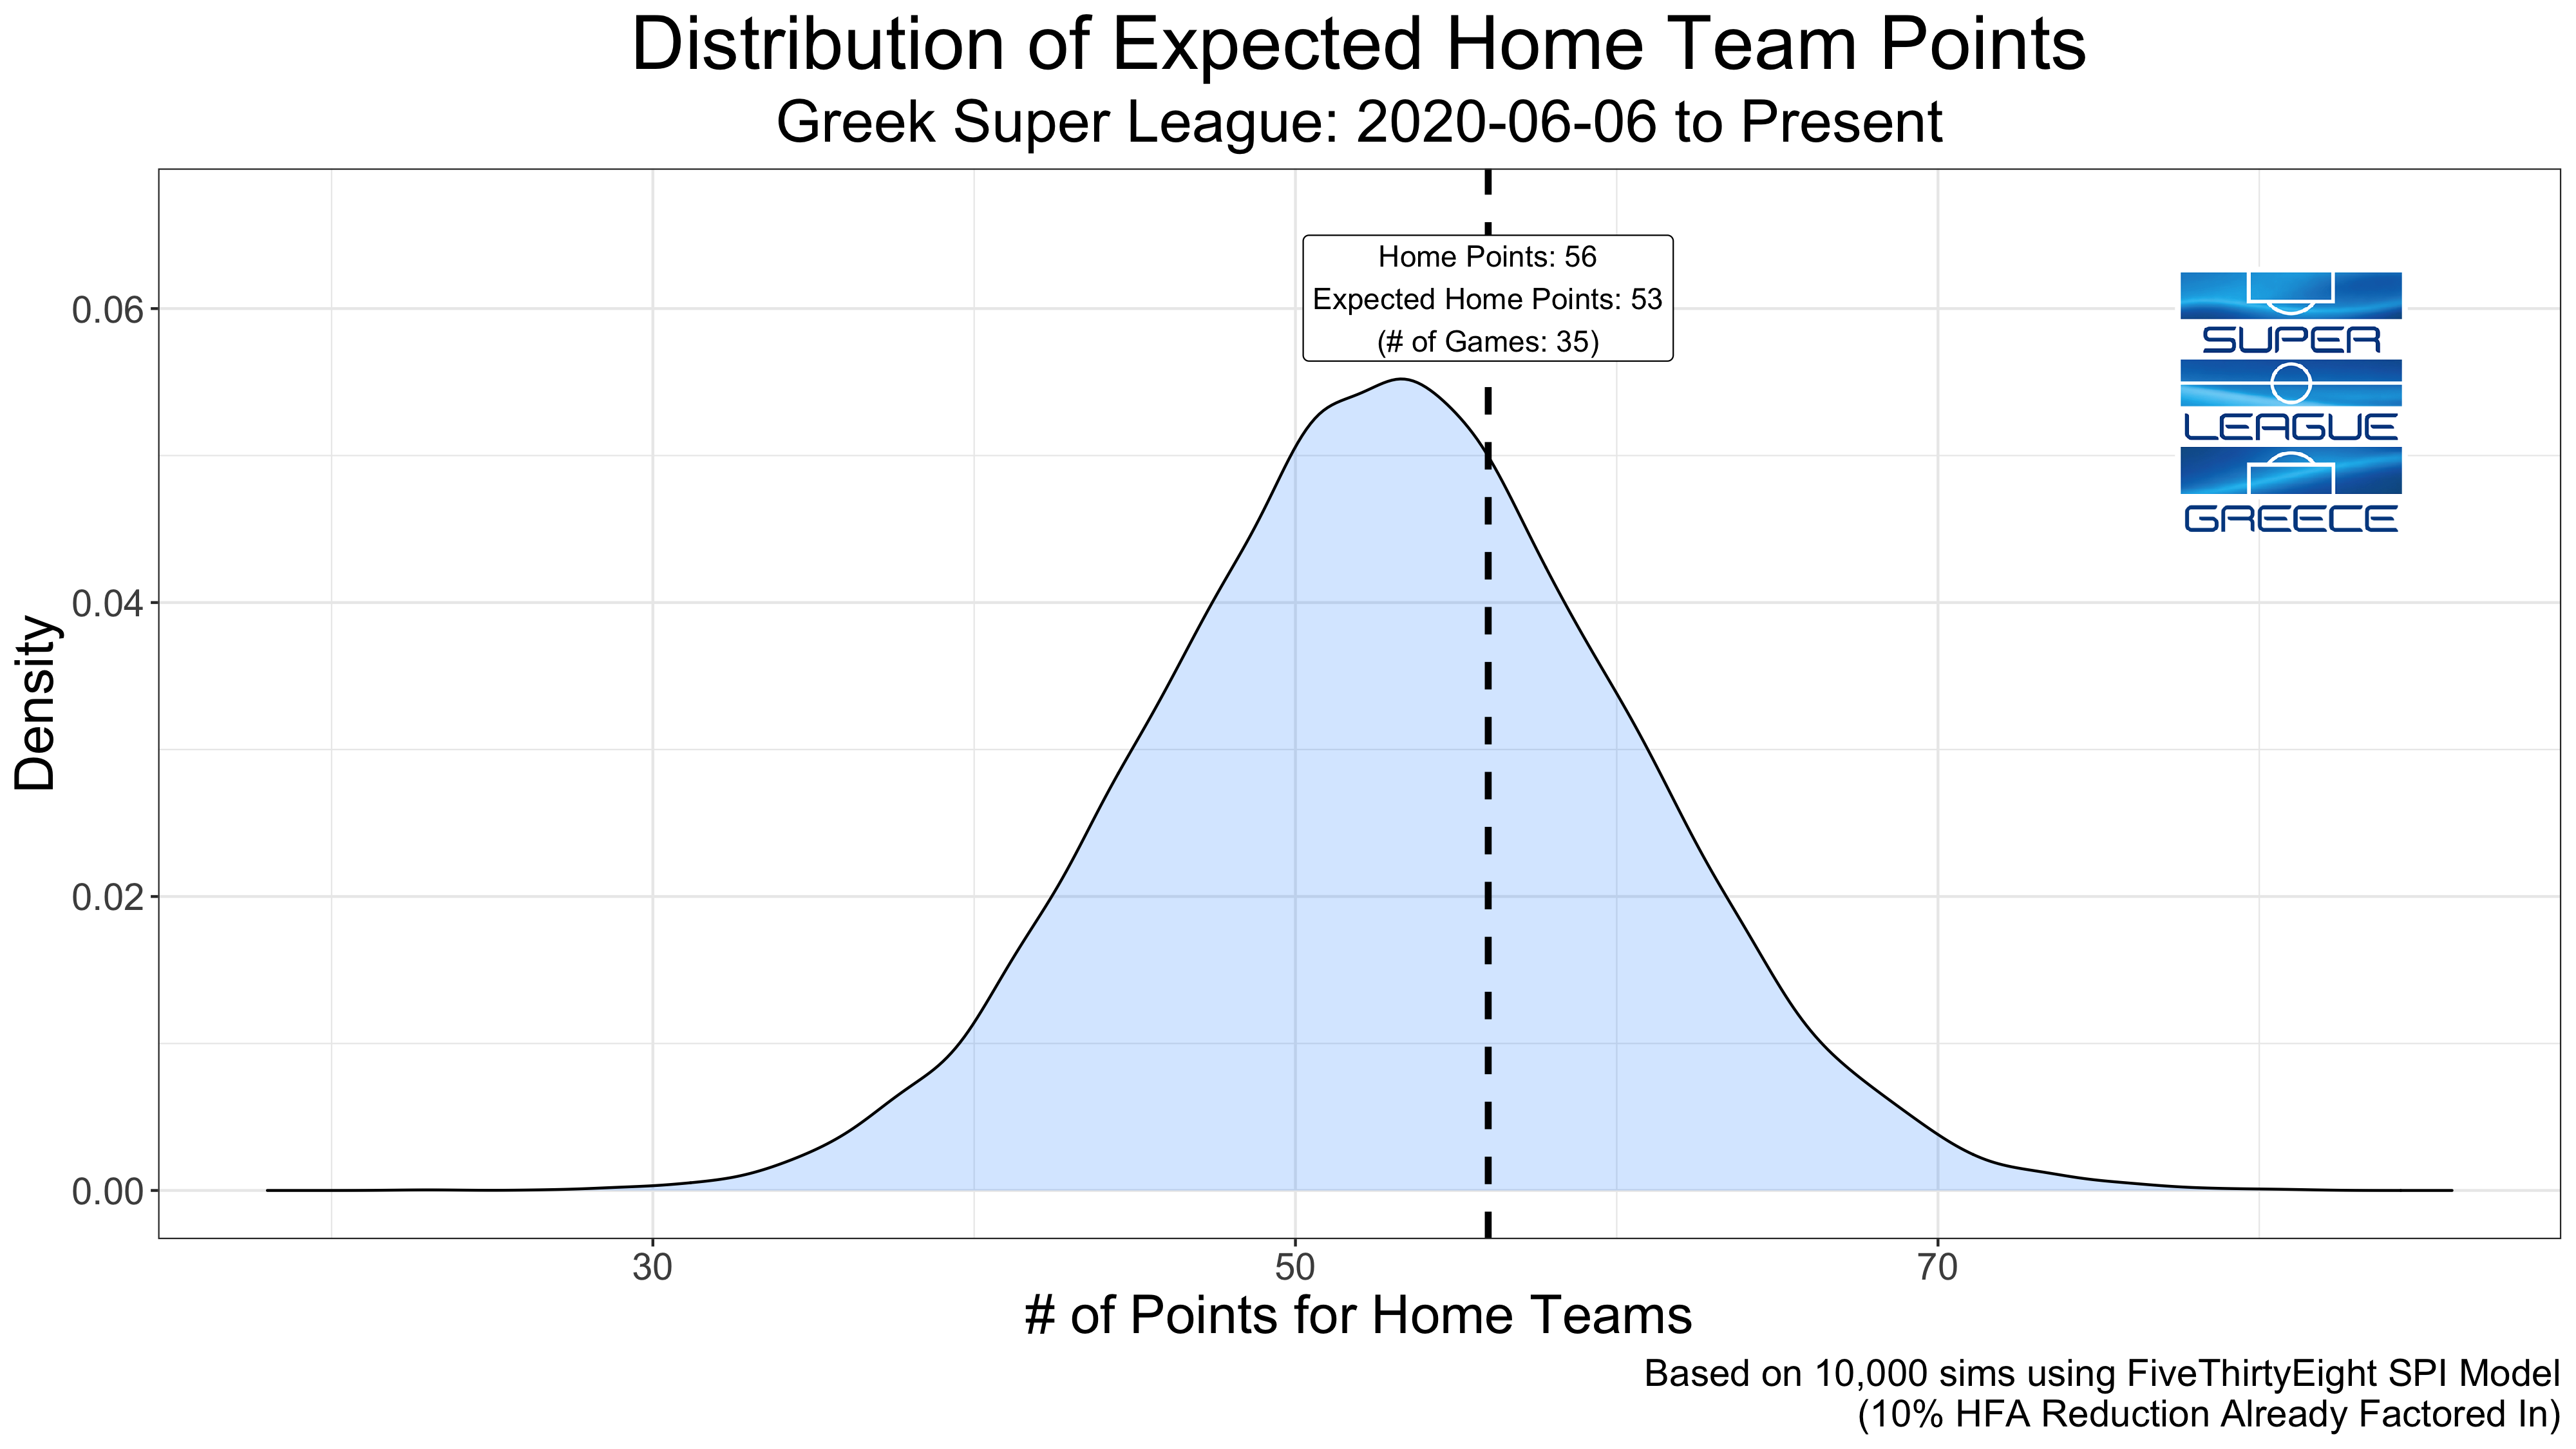 Distribution of Expected Home Team Points
Greek Super League: 2020-06-06 to Present
Home Points: 56
Expected Home Points: 53
(# of Games: 35)
SUPER
LEAGUE
GREECE
Density
0.06
0.04
0.02
0.00
30 50 70
# of Points for Home Teams
Based on 10,000 sims using FiveThirtyEight SPI Model
(10% HFA Reduction Already Factored In)